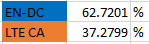 EN-DC 62.7201 %
LTE CA 37.2799 %